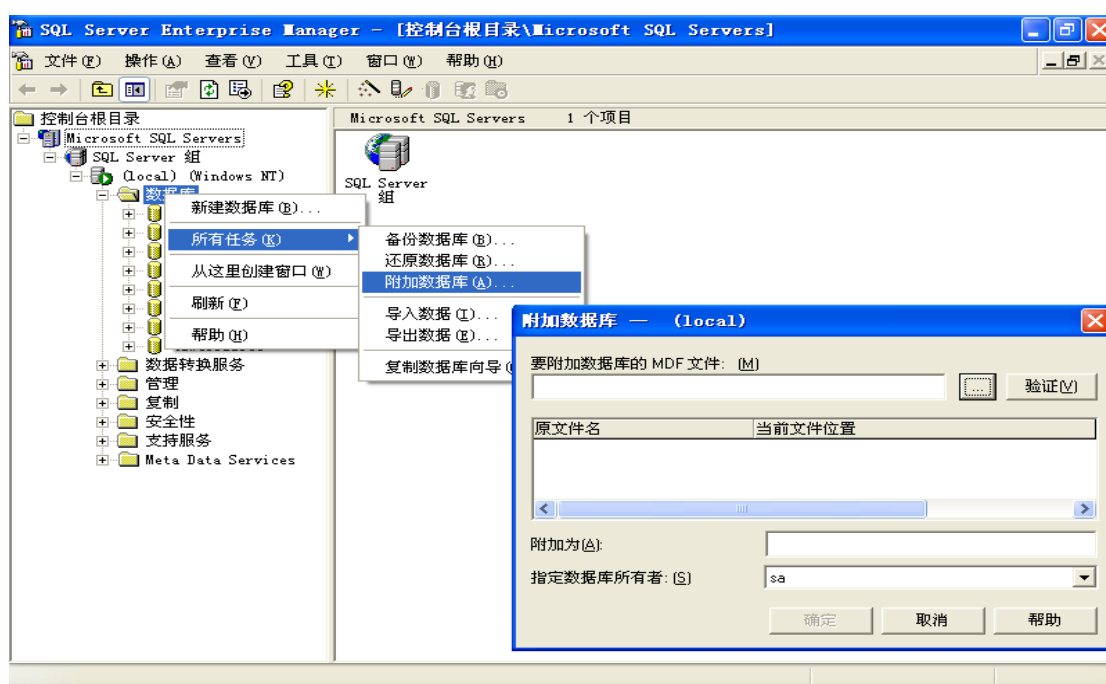 SQL Server Enterprise Manager - [控制台根目录\Microsoft SQL Servers]
文件(F) 操作(A) 查看(V) 工具(T) 窗口(W) 帮助(H)
控制台根目录
Microsoft SQL Servers 1 个项目
Microsoft SQL Servers
SQL Server 组
(local) (Windows NT)
数据库
SQL Server
组
新建数据库(B)...
所有任务(K)
从这里创建窗口(W)
刷新(F)
帮助(H)
备份数据库(B)...
还原数据库(R)...
附加数据库(A)...
导入数据(I)...
导出数据(E)...
复制数据库向导(
数据转换服务
管理
复制
安全性
支持服务
Meta Data Services
附加数据库 — (local)
要附加数据库的 MDF 文件: (M)
... 验证(V)
原文件名 当前文件位置
附加为(A):
指定数据库所有者: (S) sa
确定 取消 帮助